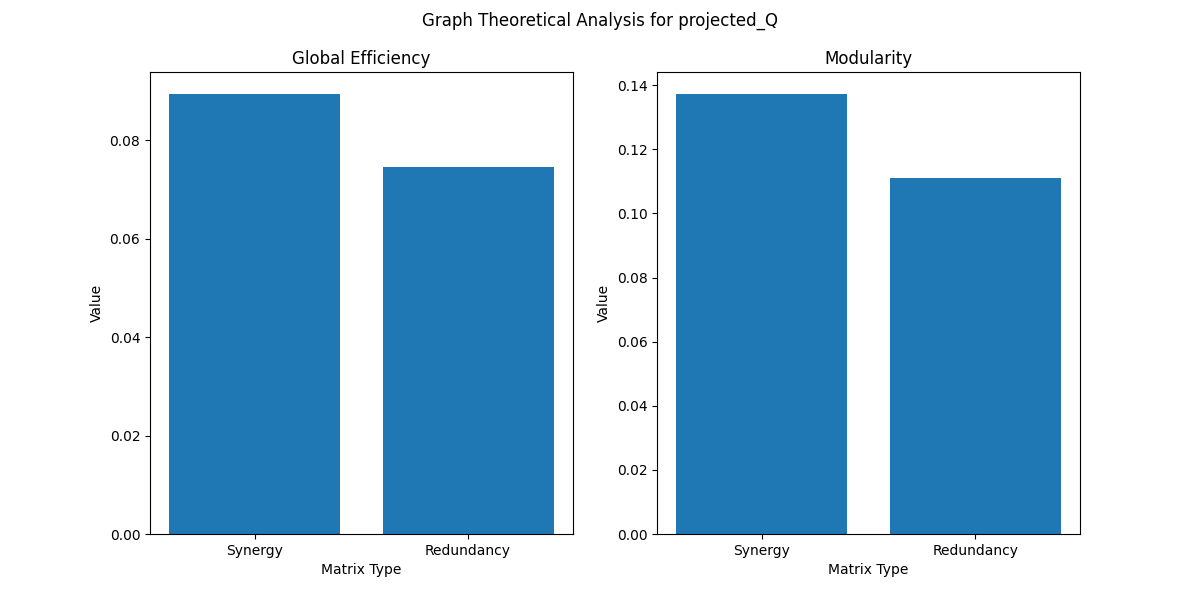 Graph Theoretical Analysis for projected_Q
Global Efficiency
Value
0.08
0.06
0.04
0.02
0.00
Synergy
Redundancy
Matrix Type
Modularity
Value
0.14
0.12
0.10
0.08
0.06
0.04
0.02
0.00
Synergy
Redundancy
Matrix Type